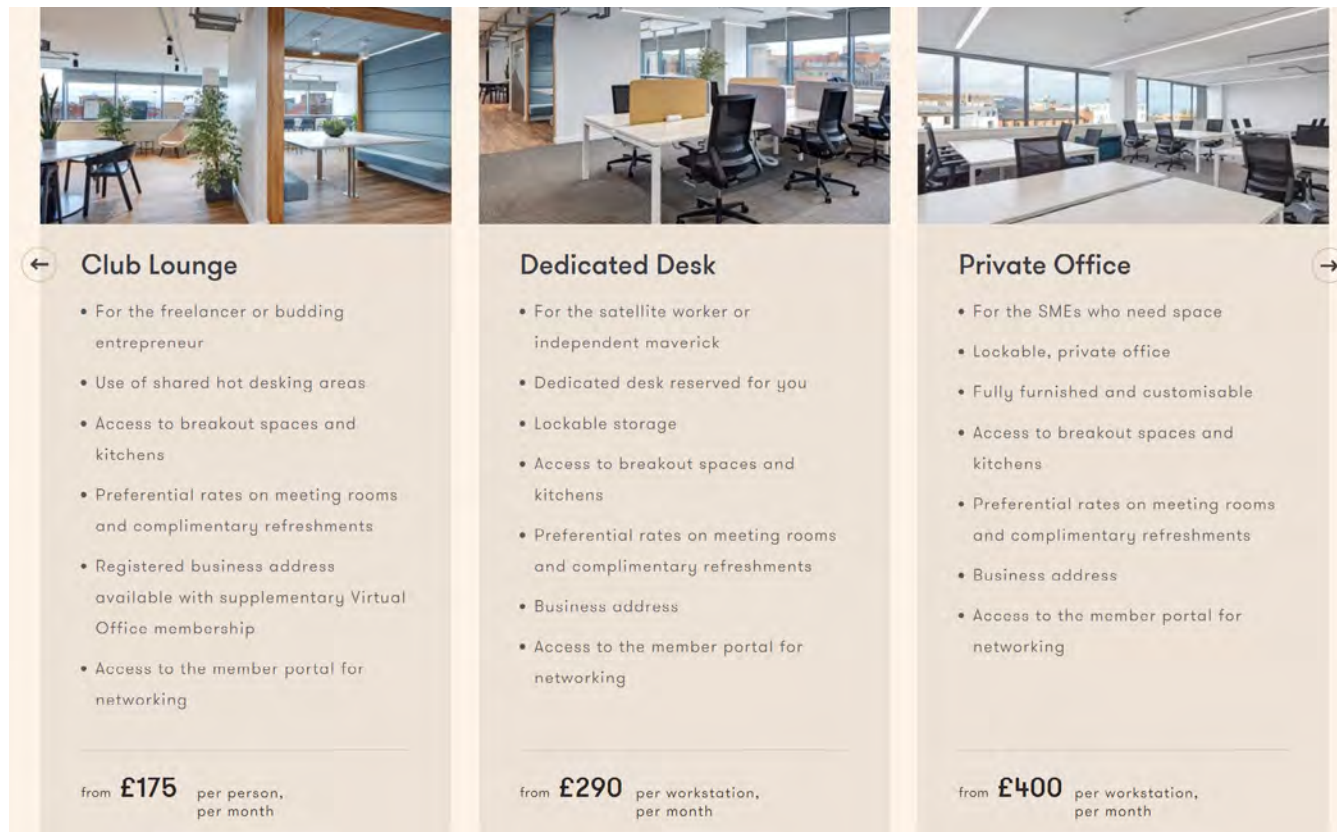 Club Lounge
• For the freelancer or budding
entrepreneur
• Use of shared hot desking areas
• Access to breakout spaces and
kitchens
• Preferential rates on meeting rooms
and complimentary refreshments
• Registered business address
available with supplementary Virtual
Office membership
• Access to the member portal for
networking
from £175 per person,
per month
Dedicated Desk
• For the satellite worker or
independent maverick
• Dedicated desk reserved for you
• Lockable storage
• Access to breakout spaces and
kitchens
• Preferential rates on meeting rooms
and complimentary refreshments
• Business address
• Access to the member portal for
networking
from £290 per workstation,
per month
Private Office
• For the SMEs who need space
• Lockable, private office
• Fully furnished and customisable
• Access to breakout spaces and
kitchens
• Preferential rates on meeting rooms
and complimentary refreshments
• Business address
• Access to the member portal for
networking
from £400 per workstation,
per month